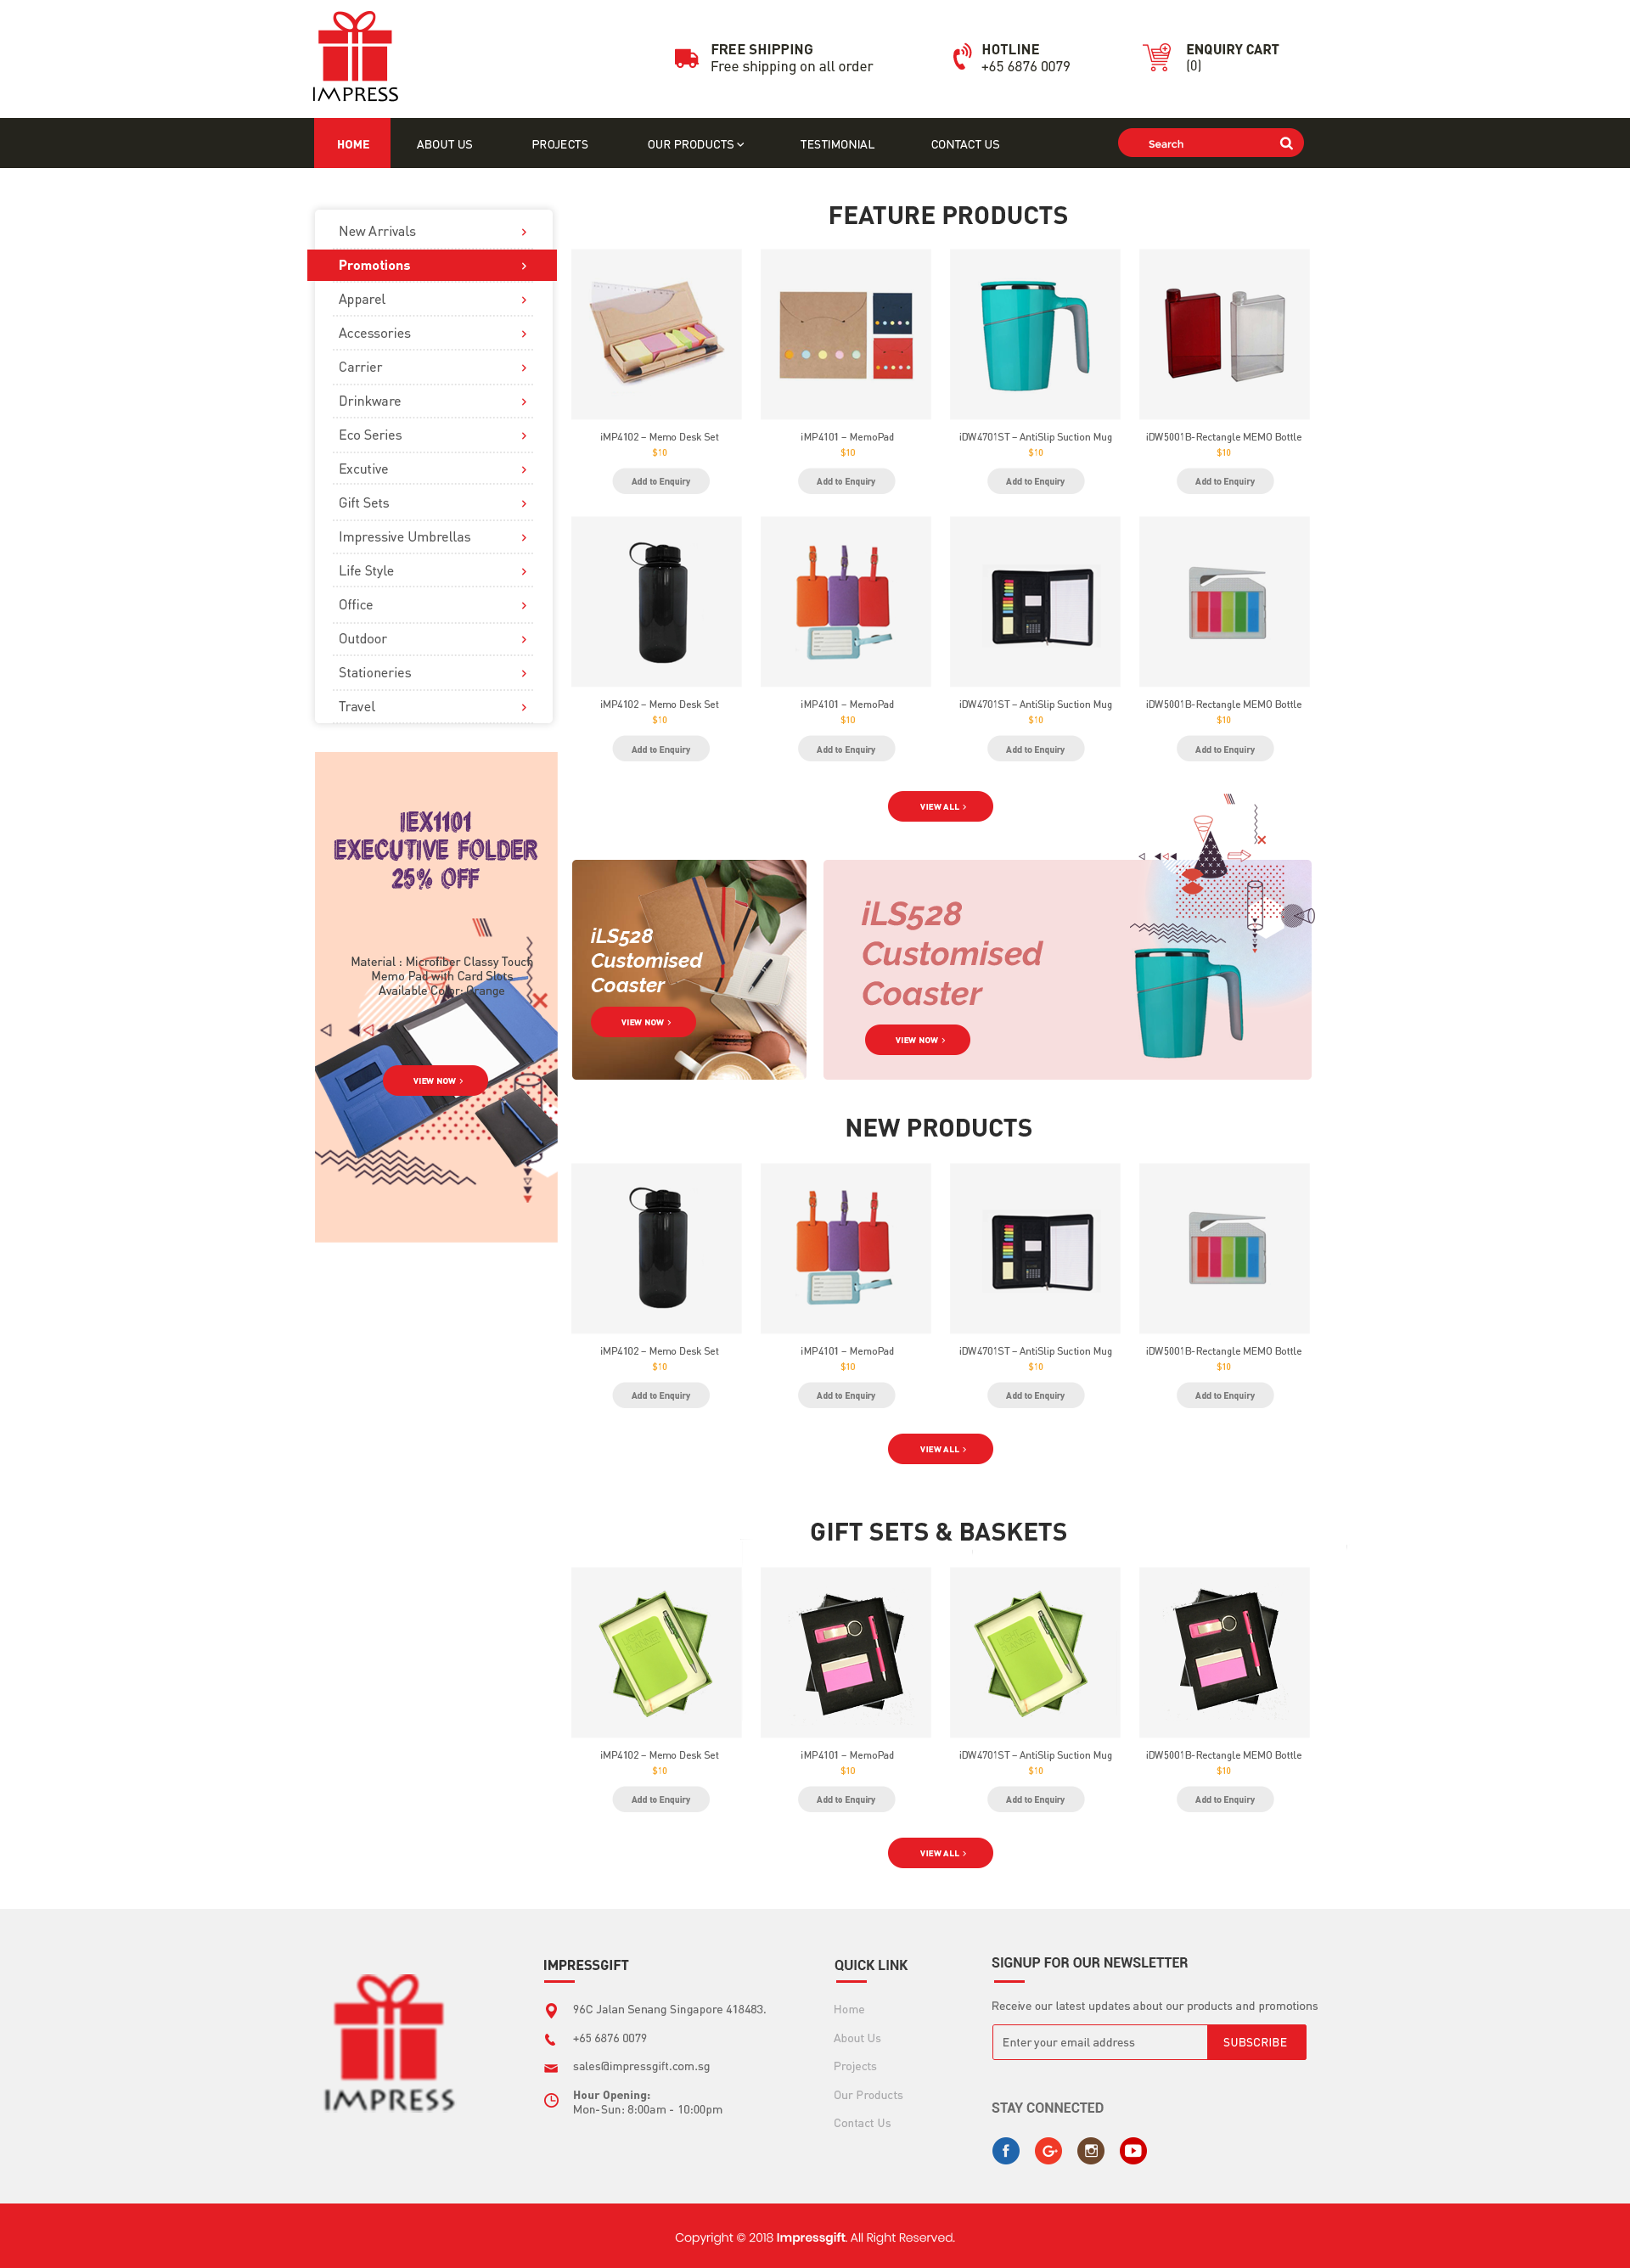 IMPRESS
FREE SHIPPING
Free shipping on all order
HOTLINE
+65 6876 0079
ENQUIRY CART
(0)
HOME
ABOUT US
PROJECTS
OUR PRODUCTS
TESTIMONIAL
CONTACT US
Search
New Arrivals
Promotions
Apparel
Accessories
Carrier
Drinkware
Eco Series
Excutive
Gift Sets
Impressive Umbrellas
Life Style
Office
Outdoor
Stationeries
Travel
IEX1101
EXECUTIVE FOLDER
25% OFF
Material : Microfiber Classy Touch
Memo Pad with Card Slots
Available Color: Orange
VIEW NOW
FEATURE PRODUCTS
iMP4102 – Memo Desk Set
$10
Add to Enquiry
iMP4101 – MemoPad
$10
Add to Enquiry
iDW4701ST – AntiSlip Suction Mug
$10
Add to Enquiry
iDW5001B-Rectangle MEMO Bottle
$10
Add to Enquiry
iMP4102 – Memo Desk Set
$10
Add to Enquiry
iMP4101 – MemoPad
$10
Add to Enquiry
iDW4701ST – AntiSlip Suction Mug
$10
Add to Enquiry
iDW5001B-Rectangle MEMO Bottle
$10
Add to Enquiry
VIEW ALL
iLS528
Customised
Coaster
VIEW NOW
iLS528
Customised
Coaster
VIEW NOW
NEW PRODUCTS
iMP4102 – Memo Desk Set
$10
Add to Enquiry
iMP4101 – MemoPad
$10
Add to Enquiry
iDW4701ST – AntiSlip Suction Mug
$10
Add to Enquiry
iDW5001B-Rectangle MEMO Bottle
$10
Add to Enquiry
VIEW ALL
GIFT SETS & BASKETS
iMP4102 – Memo Desk Set
$10
Add to Enquiry
iMP4101 – MemoPad
$10
Add to Enquiry
iDW4701ST – AntiSlip Suction Mug
$10
Add to Enquiry
iDW5001B-Rectangle MEMO Bottle
$10
Add to Enquiry
VIEW ALL
IMPRESS
IMPRESSGIFT
96C Jalan Senang Singapore 418483.
+65 6876 0079
sales@impressgift.com.sg
Hour Opening:
Mon-Sun: 8:00am - 10:00pm
QUICK LINK
Home
About Us
Projects
Our Products
Contact Us
SIGNUP FOR OUR NEWSLETTER
Receive our latest updates about our products and promotions
Enter your email address
SUBSCRIBE
STAY CONNECTED
Copyright © 2018 Impressgift. All Right Reserved.